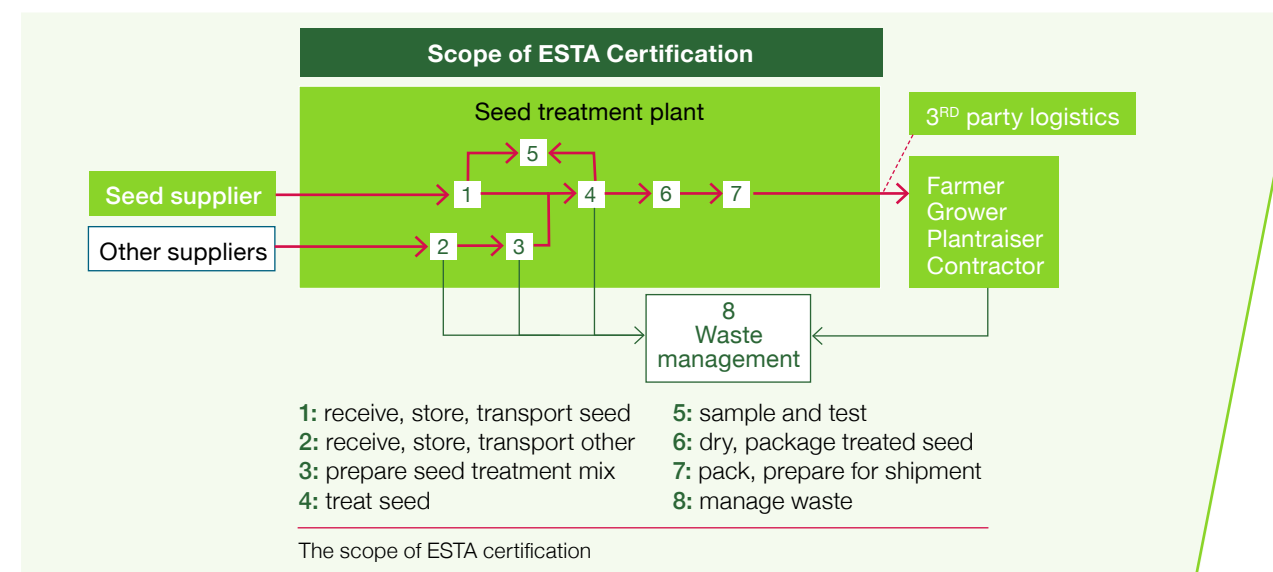 Scope of ESTA Certification
Seed treatment plant
3RD party logistics
5
Seed supplier
1
4
6
7
Farmer
Grower
Plantraiser
Contractor
Other suppliers
2
3
8
Waste
management
1: receive, store, transport seed
2: receive, store, transport other
3: prepare seed treatment mix
4: treat seed
5: sample and test
6: dry, package treated seed
7: pack, prepare for shipment
8: manage waste
The scope of ESTA certification